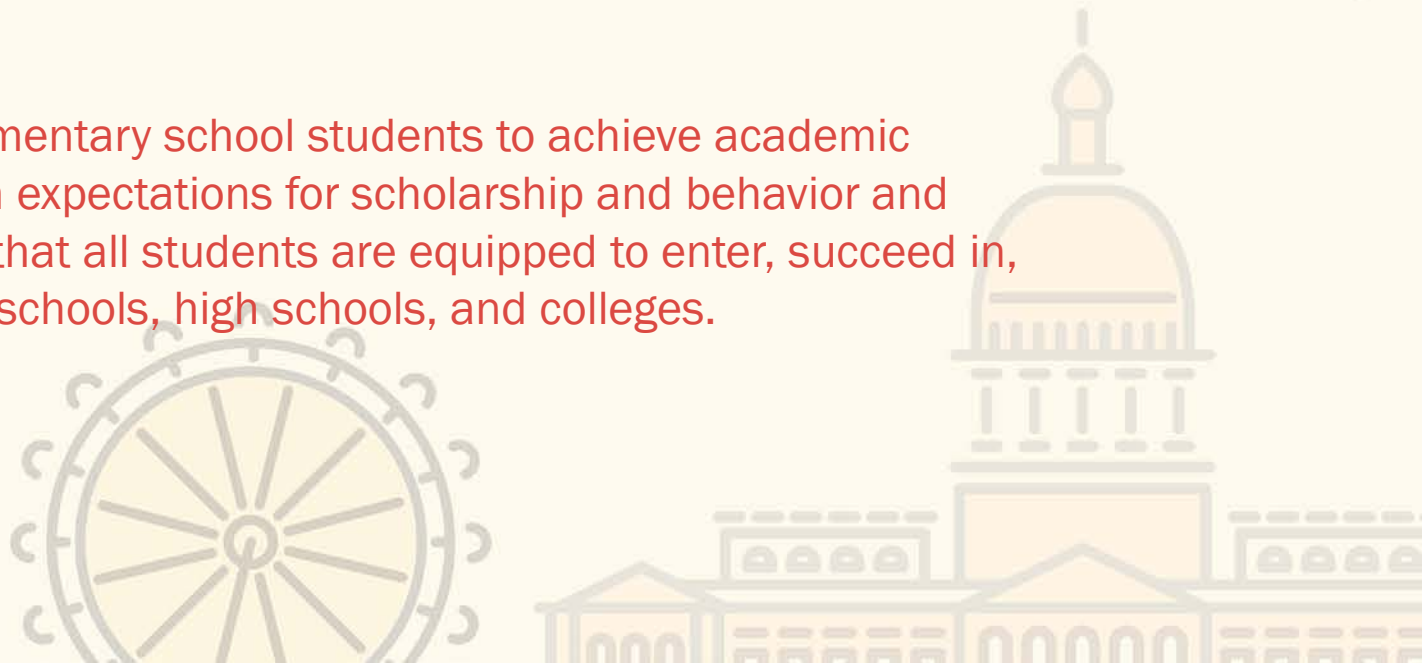 mentary school students to achieve academic
expectations for scholarship and behavior and
that all students are equipped to enter, succeed in,
schools, high schools, and colleges.